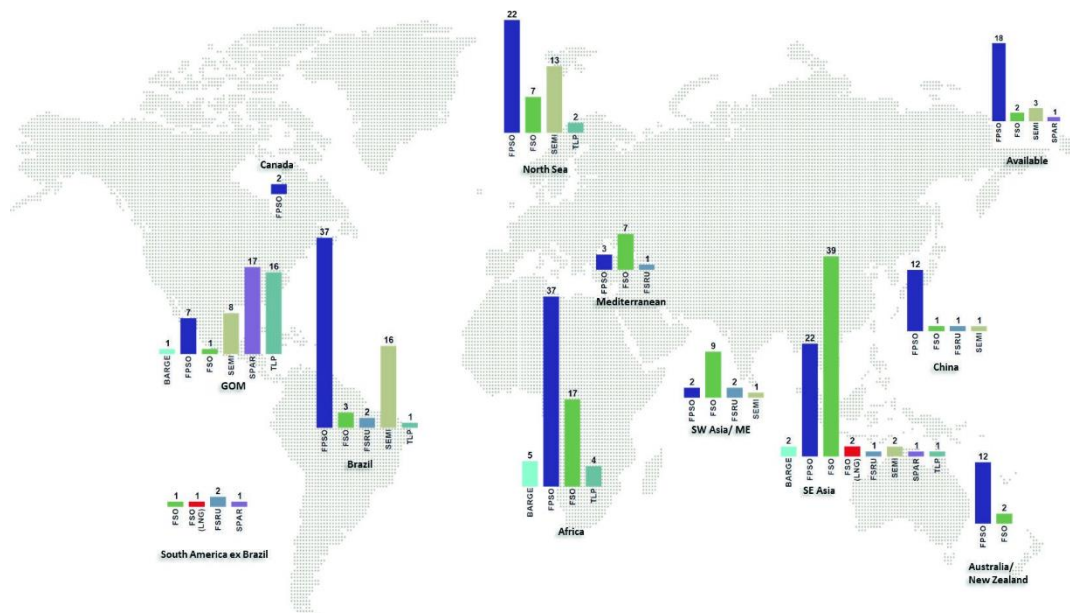 22
7
13
2
FPSO
FSO
SEMI
TLP
North Sea
18
2
3
1
FPSO
FSO
SEMI
SPAR
Available
Canada
2
FPSO
1
7
1
8
17
16
BARGE
FPSO
FSO
SEMI
SPAR
TLP
GOM
37
3
2
16
1
FPSO
FSO
FSRU
SEMI
TLP
Brazil
3
7
1
FPSO
FSO
FSRU
Mediterranean
12
1
1
1
FPSO
FSO
FSRU
SEMI
China
5
37
17
4
BARGE
FPSO
FSO
TLP
Africa
2
9
2
1
FPSO
FSO
FSRU
SEMI
SW Asia/ ME
2
22
39
2
1
2
1
1
BARGE
FPSO
FSO
FSO
(LNG)
FSRU
SEMI
SPAR
TLP
SE Asia
1
1
2
1
FSO
FSO
(LNG)
FSRU
SPAR
South America ex Brazil
12
2
FPSO
FSO
Australia/
New Zealand